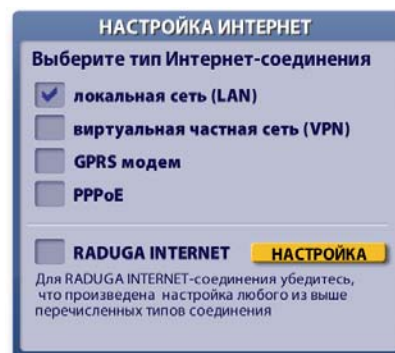 НАСТРОЙКА ИНТЕРНЕТ
Выберите тип Интернет-соединения
локальная сеть (LAN)
виртуальная частная сеть (VPN)
GPRS модем
PPPoE
RADUGA INTERNET НАСТРОЙКА
Для RADUGA INTERNET-соединения убедитесь,
что произведена настройка любого из выше
перечисленных типов соединения